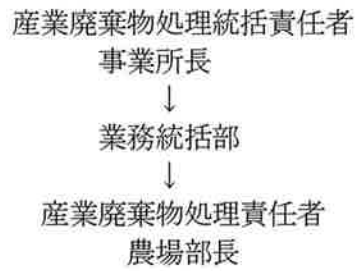 産業廃棄物処理統括責任者
事業所長
↓
業務統括部
↓
産業廃棄物処理責任者
農場部長